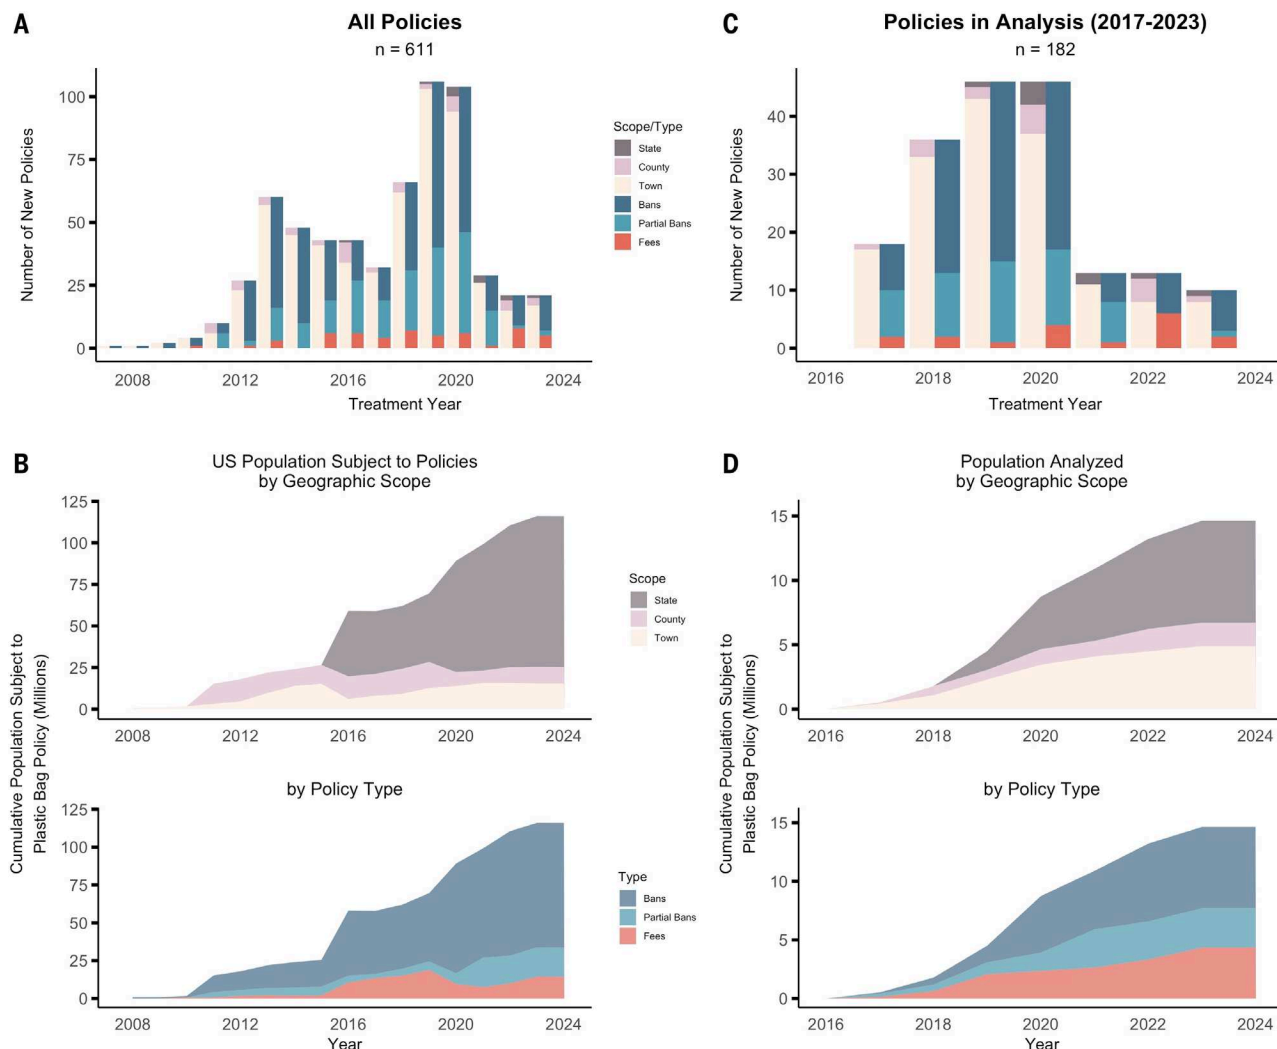 A
All Policies
n = 611
Number of New Policies
100
75
50
25
0
2008
2012
2016
2020
2024
Treatment Year
Scope/Type
State
County
Town
Bans
Partial Bans
Fees
C
Policies in Analysis (2017-2023)
n = 182
Number of New Policies
40
30
20
10
0
2016
2018
2020
2022
2024
Treatment Year
B
US Population Subject to Policies
by Geographic Scope
Cumulative Population Subject to
Plastic Bag Policy (Millions)
125
100
75
50
25
0
2008
2012
2016
2020
2024
Scope
State
County
Town
by Policy Type
125
100
75
50
25
0
2008
2012
2016
2020
2024
Year
Type
Bans
Partial Bans
Fees
D
Population Analyzed
by Geographic Scope
Cumulative Population Subject to
Plastic Bag Policy (Millions)
15
10
5
0
2016
2018
2020
2022
2024
by Policy Type
15
10
5
0
2016
2018
2020
2022
2024
Year